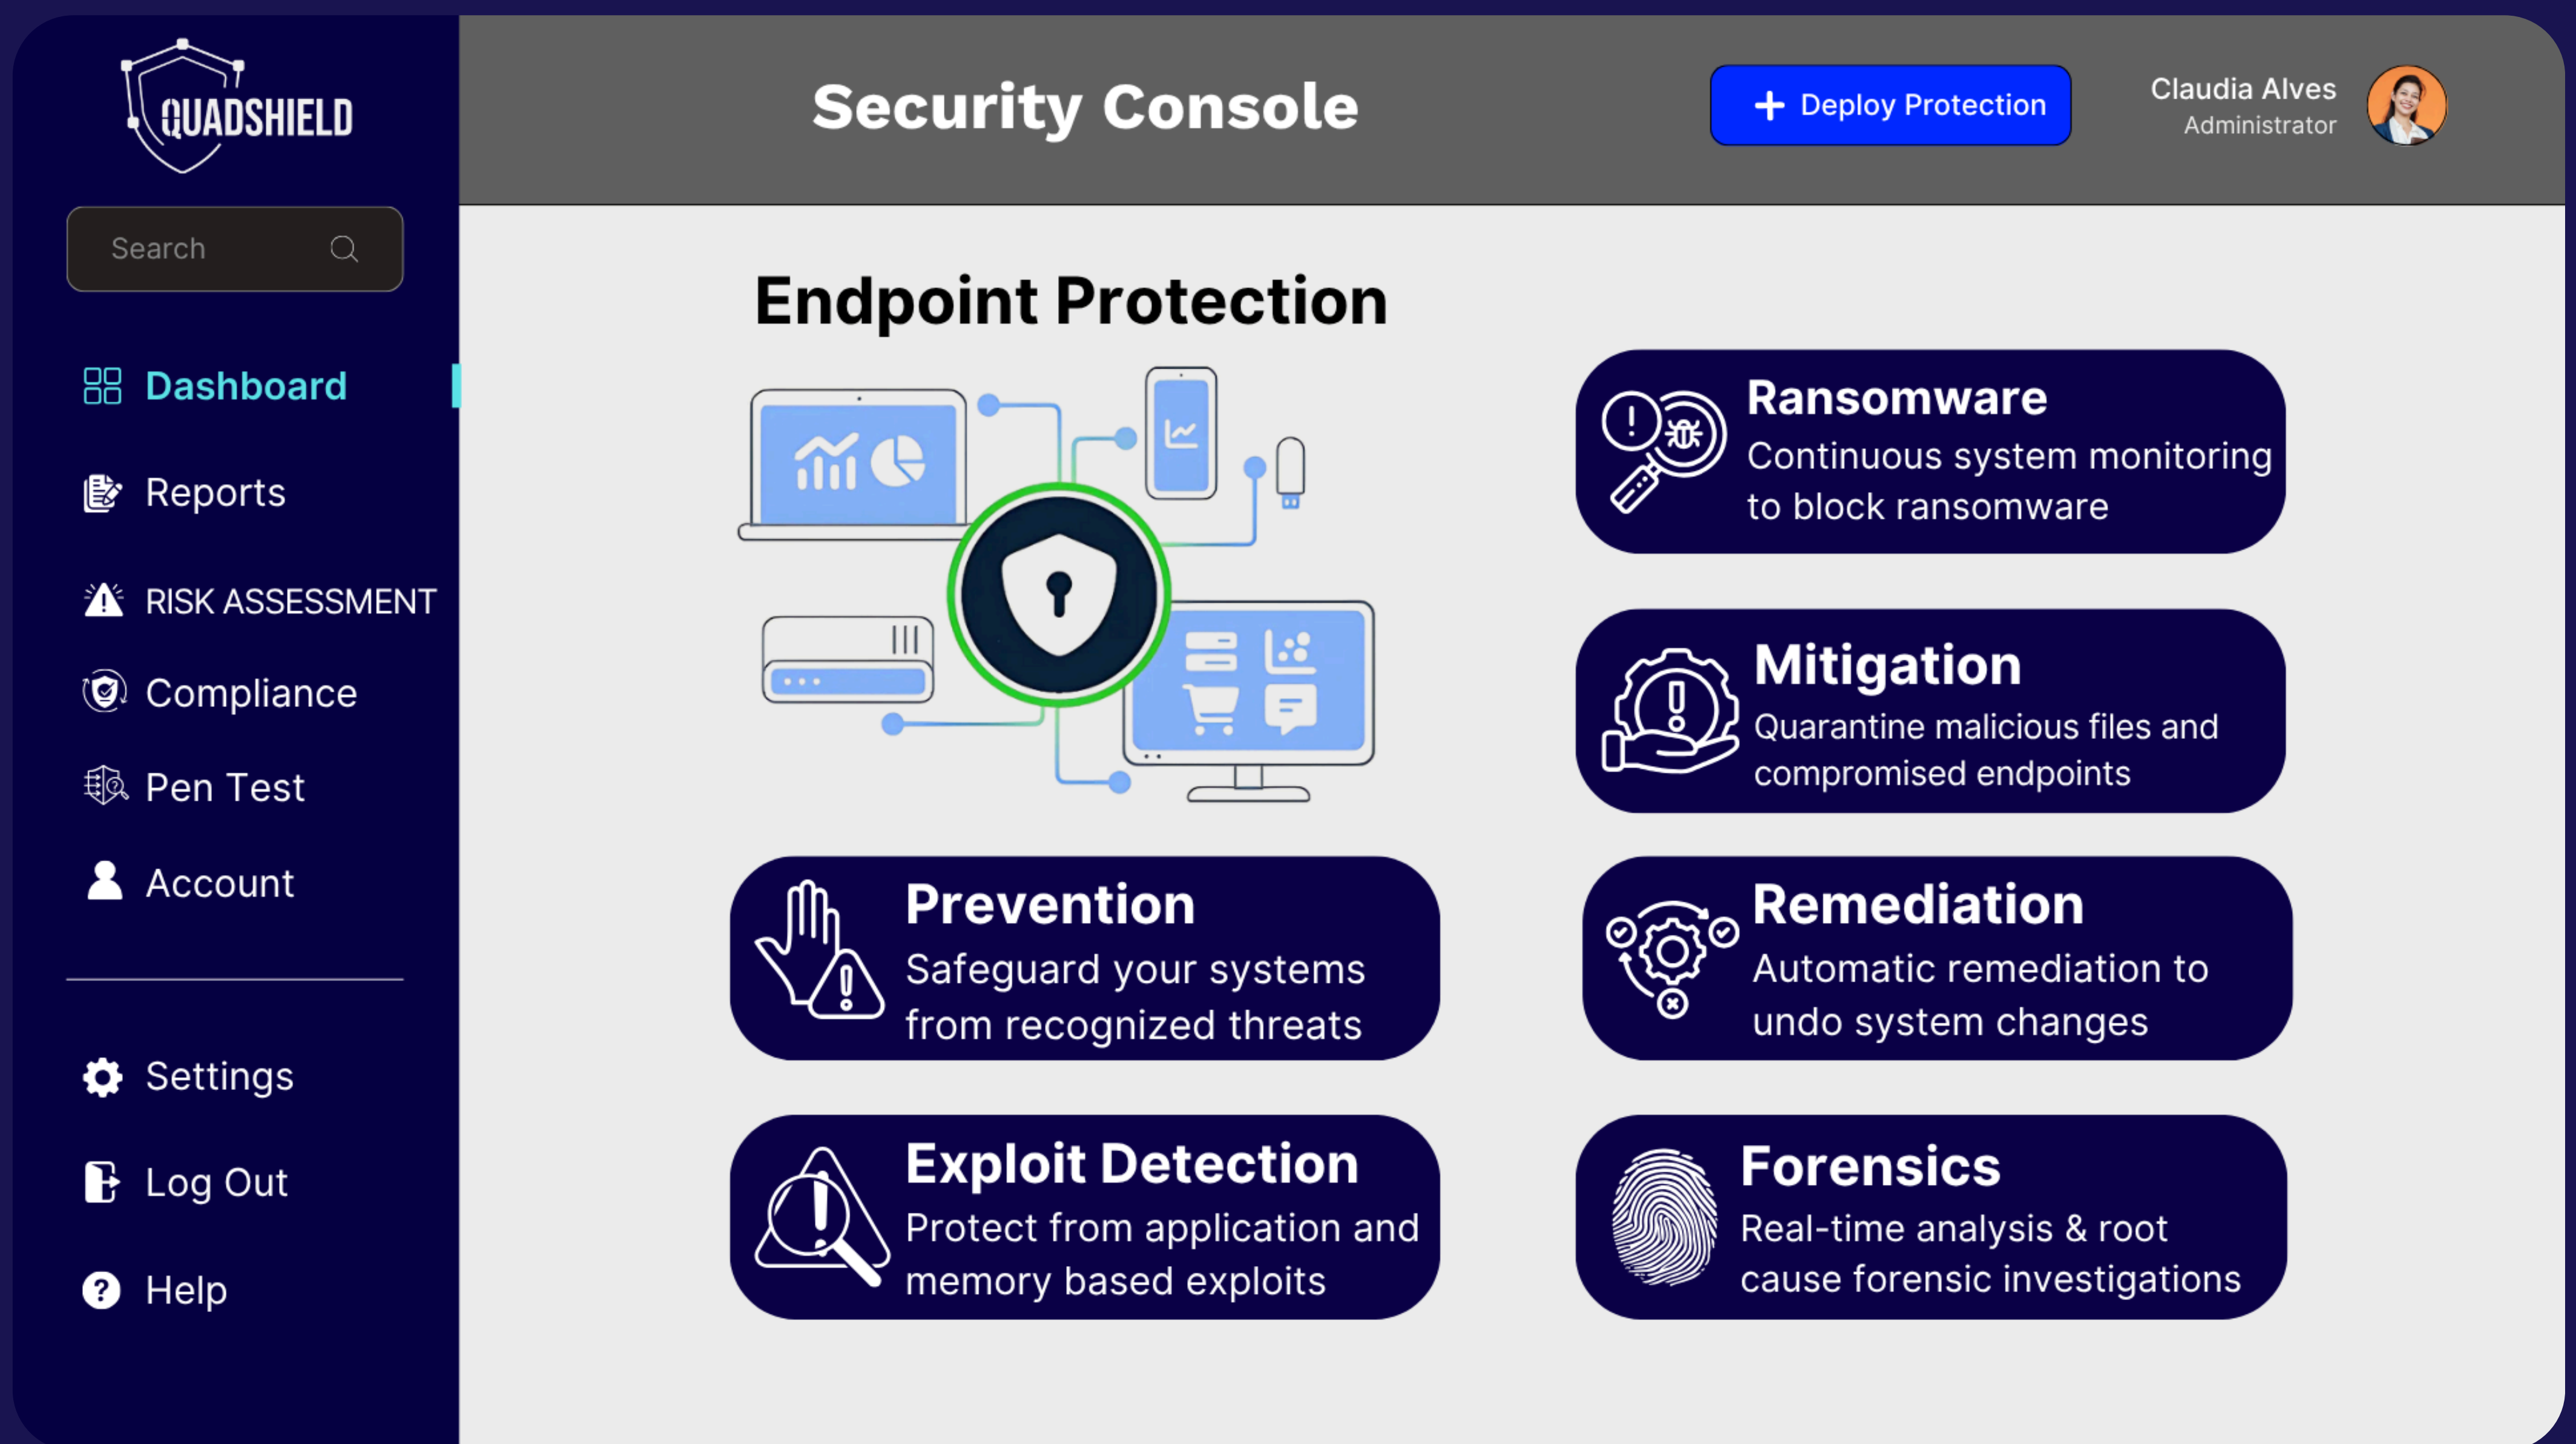 QUADSHIELD
Search
Dashboard
Reports
RISK ASSESSMENT
Compliance
Pen Test
Account
Settings
Log Out
Help
Security Console
Deploy Protection
Claudia Alves
Administrator
Endpoint Protection
Ransomware
Continuous system monitoring
to block ransomware
Mitigation
Quarantine malicious files and
compromised endpoints
Prevention
Safeguard your systems
from recognized threats
Remediation
Automatic remediation to
undo system changes
Exploit Detection
Protect from application and
memory based exploits
Forensics
Real-time analysis & root
cause forensic investigations